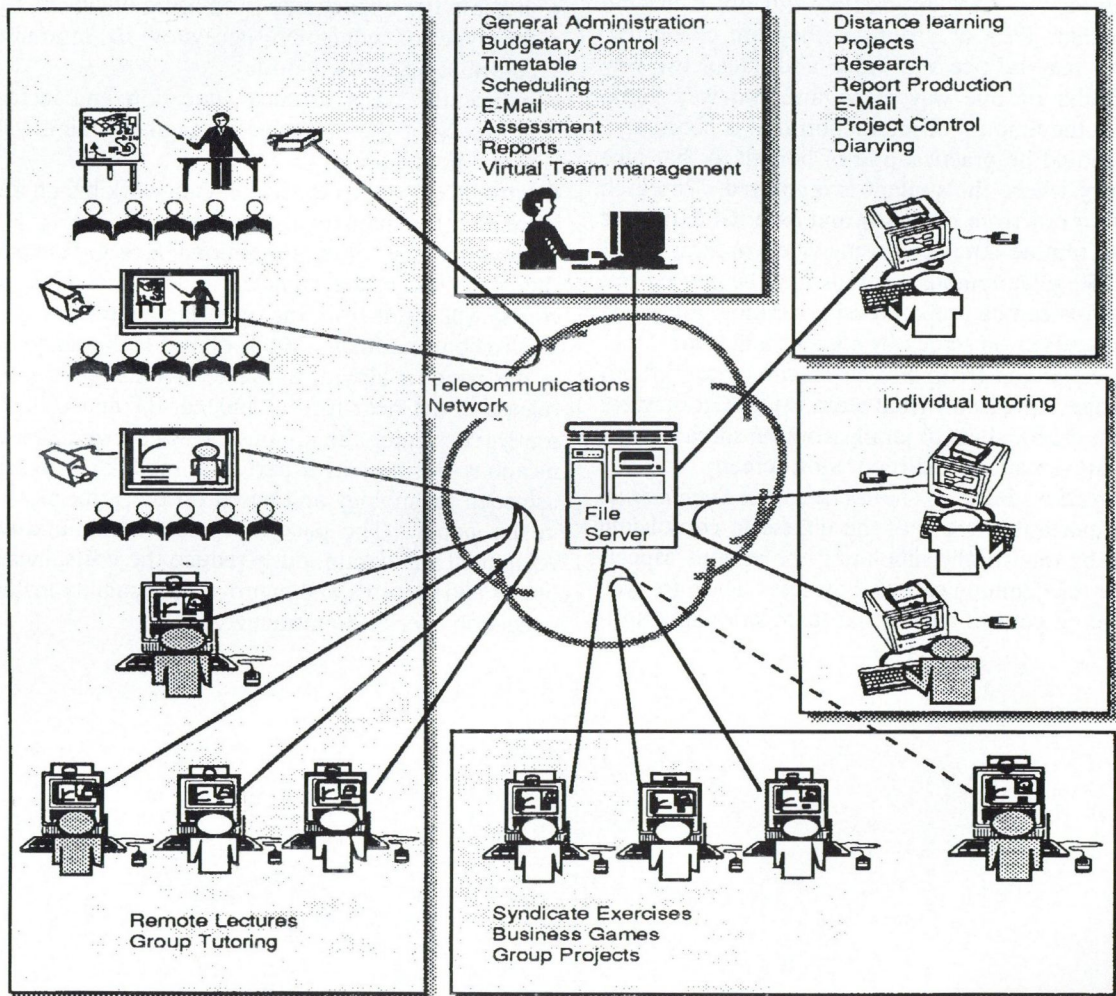 General Administration
Budgetary Control
Timetable
Scheduling
E-Mail
Assessment
Reports
Virtual Team management
Distance learning
Projects
Research
Report Production
E-Mail
Project Control
Diarying
Telecommunications
Network
Individual tutoring
File
Server
Remote Lectures
Group Tutoring
Syndicate Exercises
Business Games
Group Projects